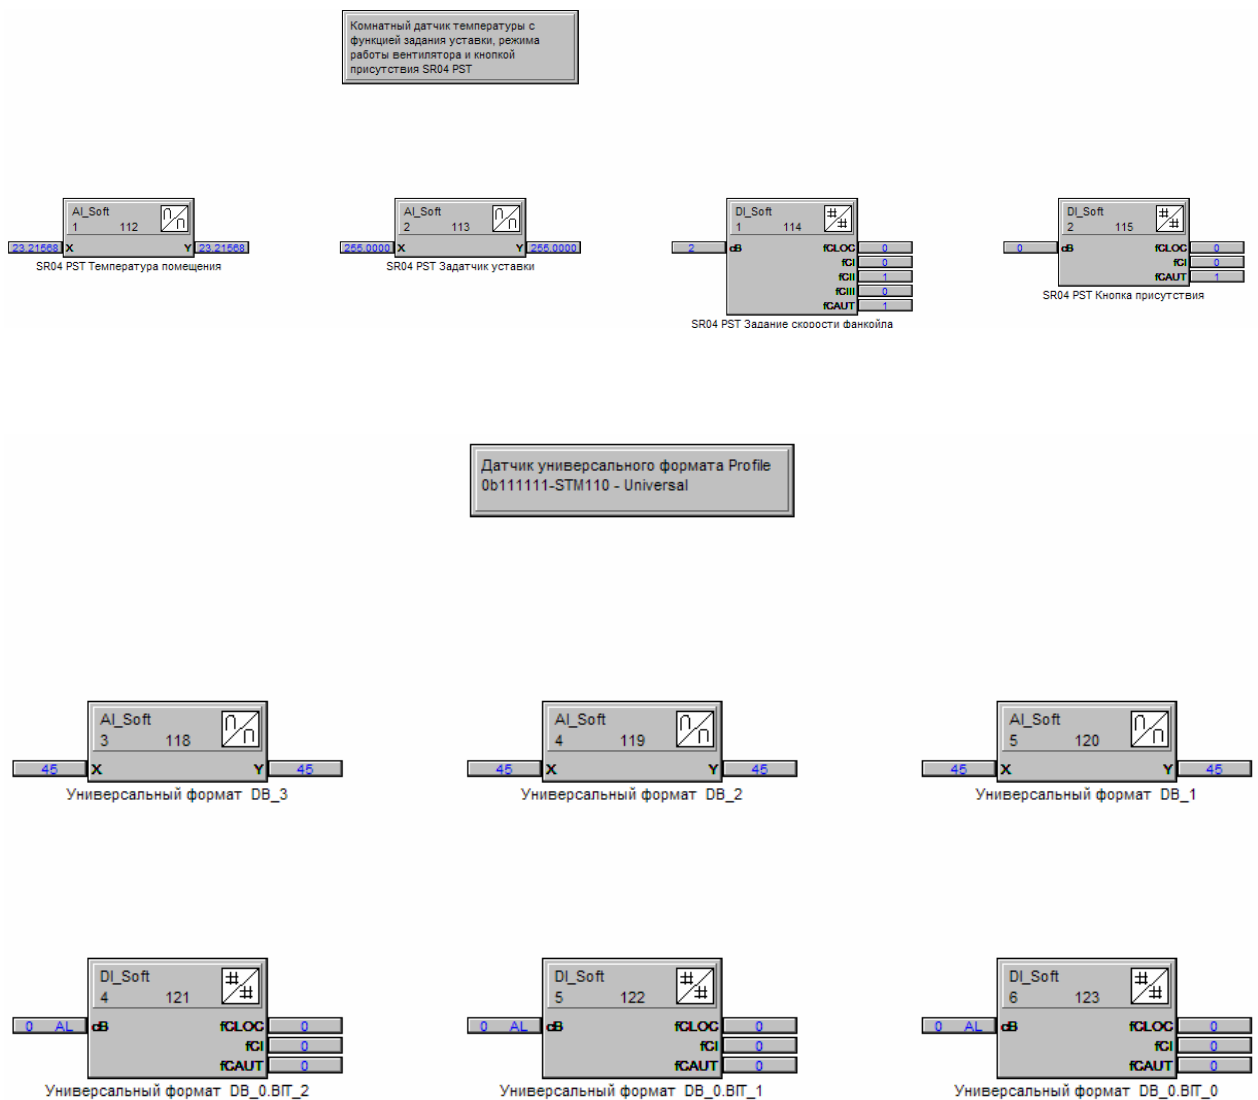 Комнатный датчик температуры с
функцией задания уставки, режима
работы вентилятора и кнопкой
присутствия SR04 PST
AI_Soft
1 112
23.21568 X Y 23.21568
SR04 PST Температура помещения
AI_Soft
2 113
255.0000 X Y 255.0000
SR04 PST Задатчик уставки
DI_Soft
1 114
2 dB fCLOC 0
fCI 0
fCII 1
fCIII 0
fCAUT 1
SR04 PST Задание скорости фанкойла
DI_Soft
2 115
0 dB fCLOC 0
fCI 0
fCAUT 1
SR04 PST Кнопка присутствия
Датчик универсального формата Profile
0b111111-STM110 - Universal
AI_Soft
3 118
45 X Y 45
Универсальный формат DB_3
AI_Soft
4 119
45 X Y 45
Универсальный формат DB_2
AI_Soft
5 120
45 X Y 45
Универсальный формат DB_1
DI_Soft
4 121
0 AL dB fCLOC 0
fCI 0
fCAUT 0
Универсальный формат DB_0.BIT_2
DI_Soft
5 122
0 AL dB fCLOC 0
fCI 0
fCAUT 0
Универсальный формат DB_0.BIT_1
DI_Soft
6 123
0 AL dB fCLOC 0
fCI 0
fCAUT 0
Универсальный формат DB_0.BIT_0